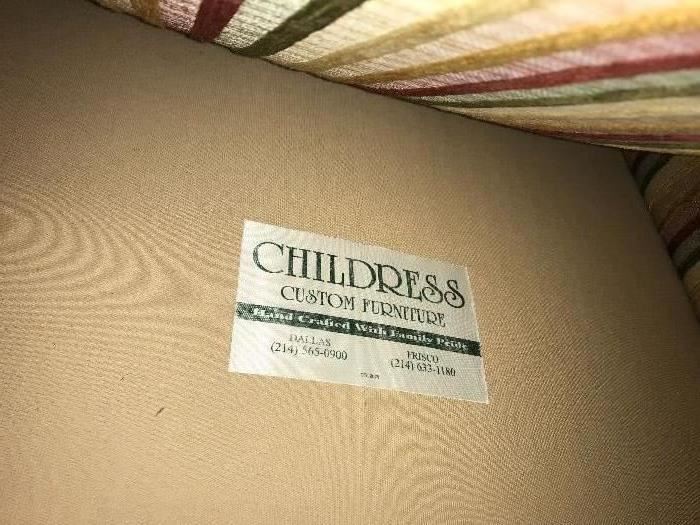 CHILDRESS
CUSTOM FURNITURE
Hand Crafted With Family Pride
DALLAS
(214) 565-0900
FRISCO
(214) 633-1180